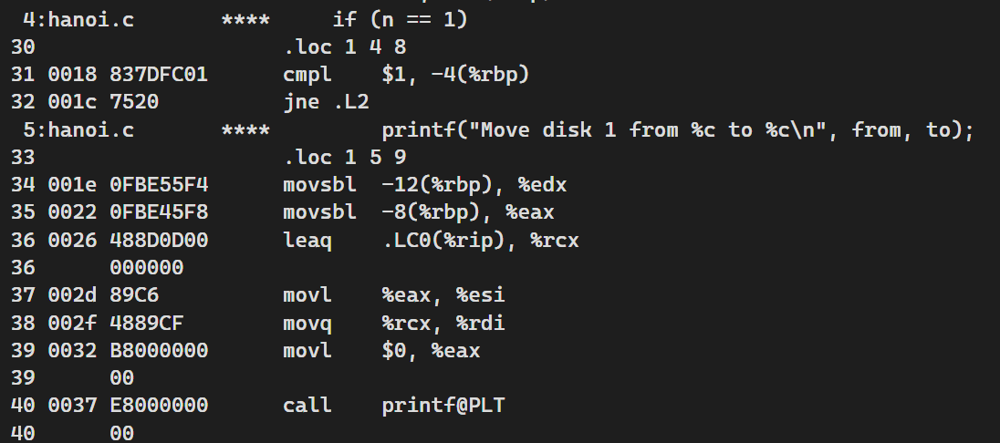 4:hanoi.c       ****     if (n == 1)
30                    .loc 1 4 8
31 0018 837DFC01      cmpl    $1, -4(%rbp)
32 001c 7520          jne .L2
5:hanoi.c       ****         printf("Move disk 1 from %c to %c\n", from, to);
33                    .loc 1 5 9
34 001e 0FBE55F4      movsbl  -12(%rbp), %edx
35 0022 0FBE45F8      movsbl  -8(%rbp), %eax
36 0026 488D0D00      leaq    .LC0(%rip), %rcx
36      000000
37 002d 89C6          movl    %eax, %esi
38 002f 4889CF        movq    %rcx, %rdi
39 0032 B8000000      movl    $0, %eax
39      00
40 0037 E8000000      call    printf@PLT
40      00